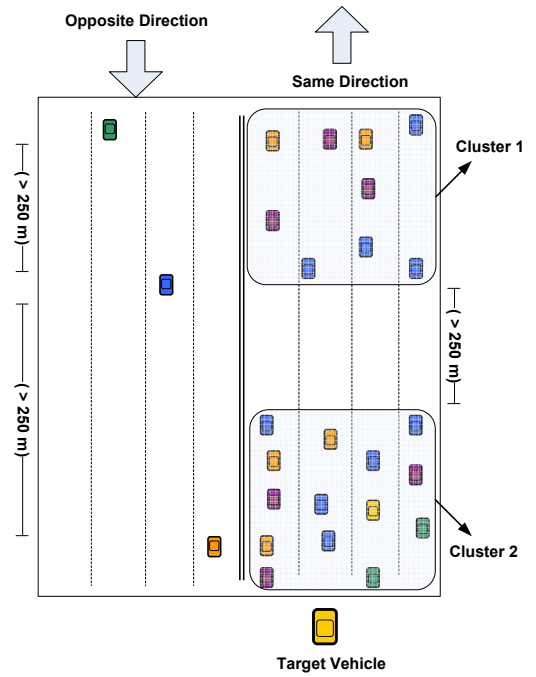 Opposite Direction
Same Direction
Cluster 1
( > 250 m)
( > 250 m)
( > 250 m)
Cluster 2
Target Vehicle